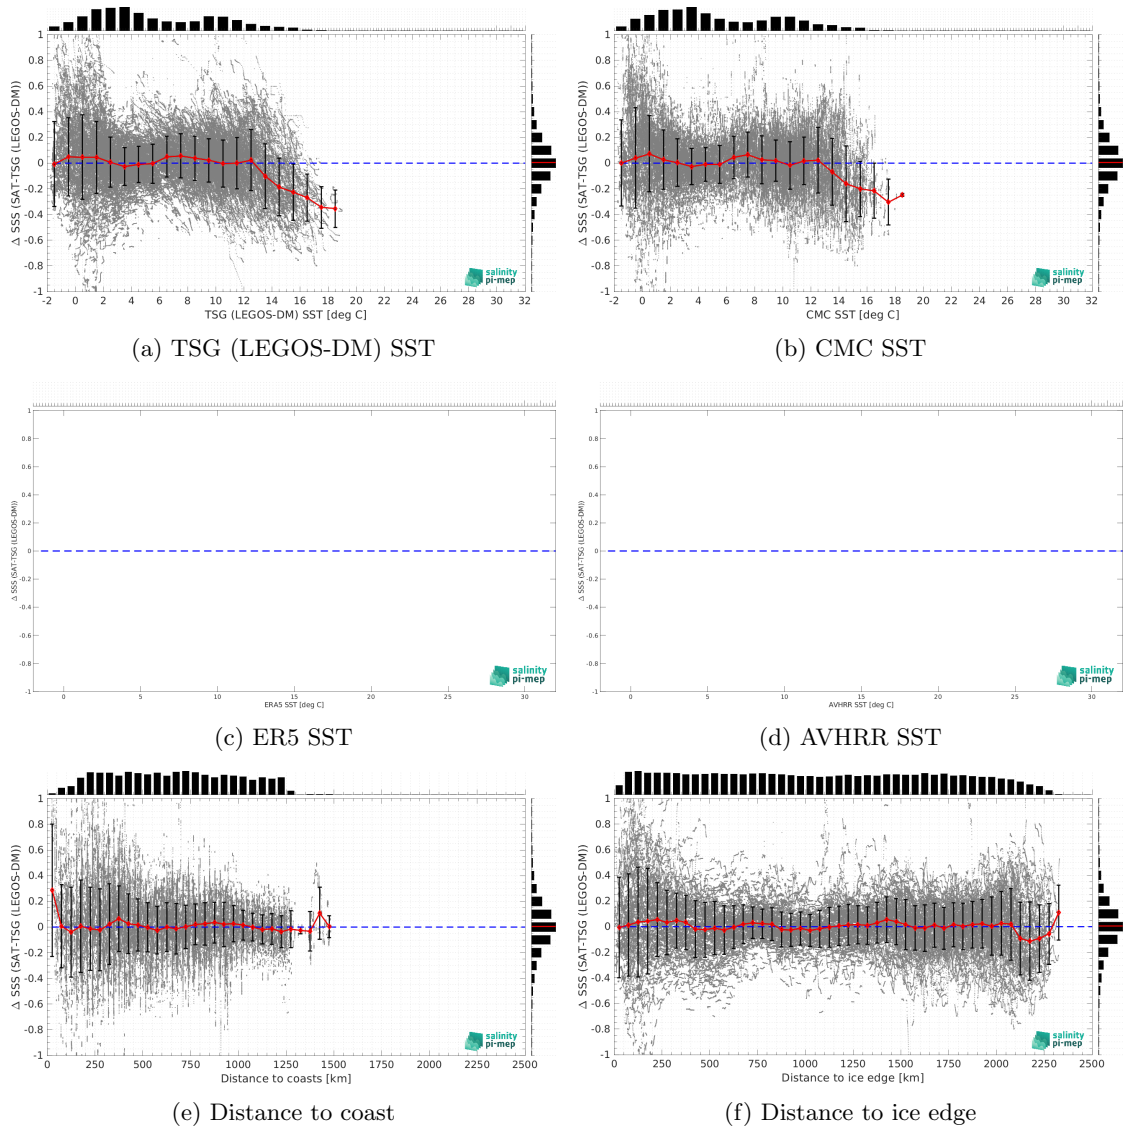 1
0.8
0.6
0.4
0.2
0
-0.2
-0.4
-0.6
-0.8
-1
Δ SSS (SAT-TSG (LEGOS-DM))
-2 0 2 4 6 8 10 12 14 16 18 20 22 24 26 28 30 32
TSG (LEGOS-DM) SST [deg C]
salinity
pi-mep
(a) TSG (LEGOS-DM) SST
1
0.8
0.6
0.4
0.2
0
-0.2
-0.4
-0.6
-0.8
-1
Δ SSS (SAT-TSG (LEGOS-DM))
-2 0 2 4 6 8 10 12 14 16 18 20 22 24 26 28 30 32
CMC SST [deg C]
salinity
pi-mep
(b) CMC SST
1
0.8
0.6
0.4
0.2
0
-0.2
-0.4
-0.6
-0.8
-1
Δ SSS (SAT-TSG (LEGOS-DM))
0 5 10 15 20 25 30
ERA5 SST [deg C]
salinity
pi-mep
(c) ER5 SST
1
0.8
0.6
0.4
0.2
0
-0.2
-0.4
-0.6
-0.8
-1
Δ SSS (SAT-TSG (LEGOS-DM))
0 5 10 15 20 25 30
AVHRR SST [deg C]
salinity
pi-mep
(d) AVHRR SST
1
0.8
0.6
0.4
0.2
0
-0.2
-0.4
-0.6
-0.8
-1
Δ SSS (SAT-TSG (LEGOS-DM))
0 250 500 750 1000 1250 1500 1750 2000 2250 2500
Distance to coasts [km]
salinity
pi-mep
(e) Distance to coast
1
0.8
0.6
0.4
0.2
0
-0.2
-0.4
-0.6
-0.8
-1
Δ SSS (SAT-TSG (LEGOS-DM))
0 250 500 750 1000 1250 1500 1750 2000 2250 2500
Distance to ice edge [km]
salinity
pi-mep
(f) Distance to ice edge